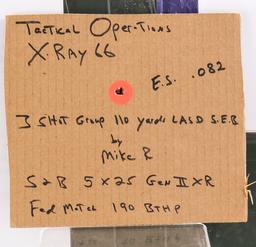 Tactical Operations
X-RAY 66
E.S. .082
3 SHOT Group 110 yards LASD S.E.B.
by
Mike R
S&B 5x25 Gen II XR
Fed Match 190 BTHP